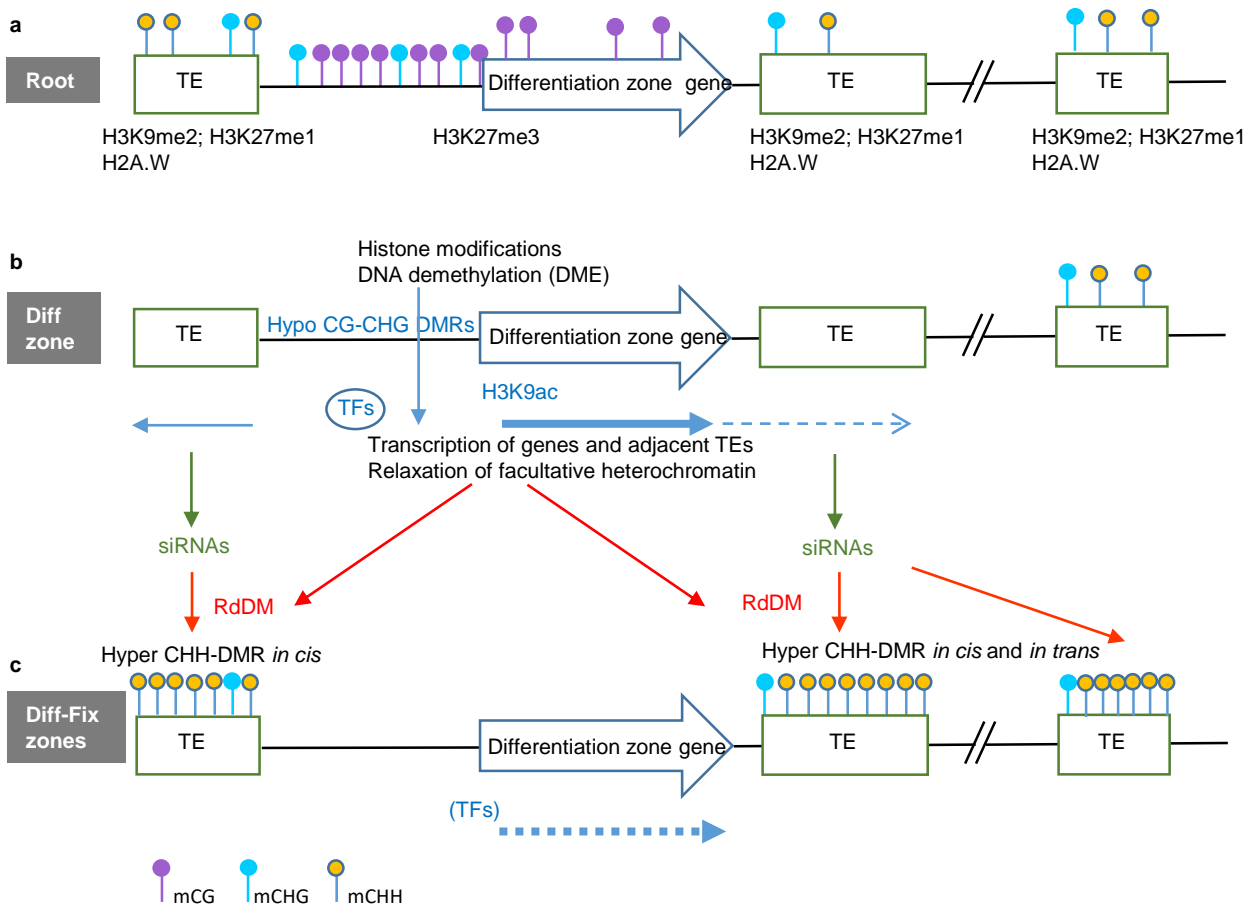 a
Root
TE
Differentiation zone gene
TE
TE
H3K9me2; H3K27me1
H2A.W
H3K27me3
H3K9me2; H3K27me1
H2A.W
H3K9me2; H3K27me1
H2A.W
b
Histone modifications
DNA demethylation (DME)
Diff
zone
TE
Hypo CG-CHG DMRs
Differentiation zone gene
TE
TE
H3K9ac
TFs
Transcription of genes and adjacent TEs
Relaxation of facultative heterochromatin
siRNAs
siRNAs
RdDM
RdDM
c
Hyper CHH-DMR in cis
Hyper CHH-DMR in cis and in trans
Diff-Fix
zones
TE
Differentiation zone gene
TE
TE
(TFs)
mCG
mCHG
mCHH